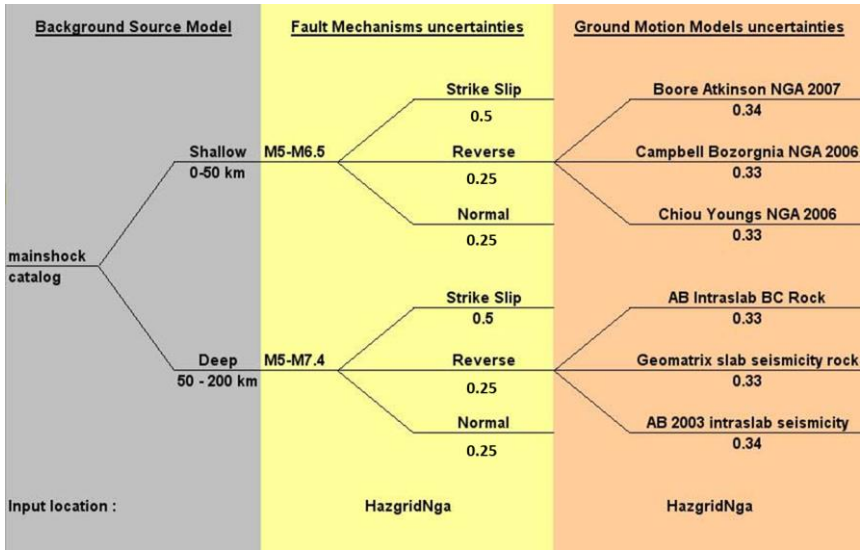 Background Source Model
Fault Mechanisms uncertainties
Ground Motion Models uncertainties
mainshock
catalog
Shallow
0-50 km
M5-M6.5
Strike Slip
0.5
Reverse
0.25
Normal
0.25
Boore Atkinson NGA 2007
0.34
Campbell Bozorgnia NGA 2006
0.33
Chiou Youngs NGA 2006
0.33
Deep
50 - 200 km
M5-M7.4
Strike Slip
0.5
Reverse
0.25
Normal
0.25
AB Intraslab BC Rock
0.33
Geomatrix slab seismicity rock
0.33
AB 2003 intraslab seismicity
0.34
Input location :
HazgridNga
HazgridNga